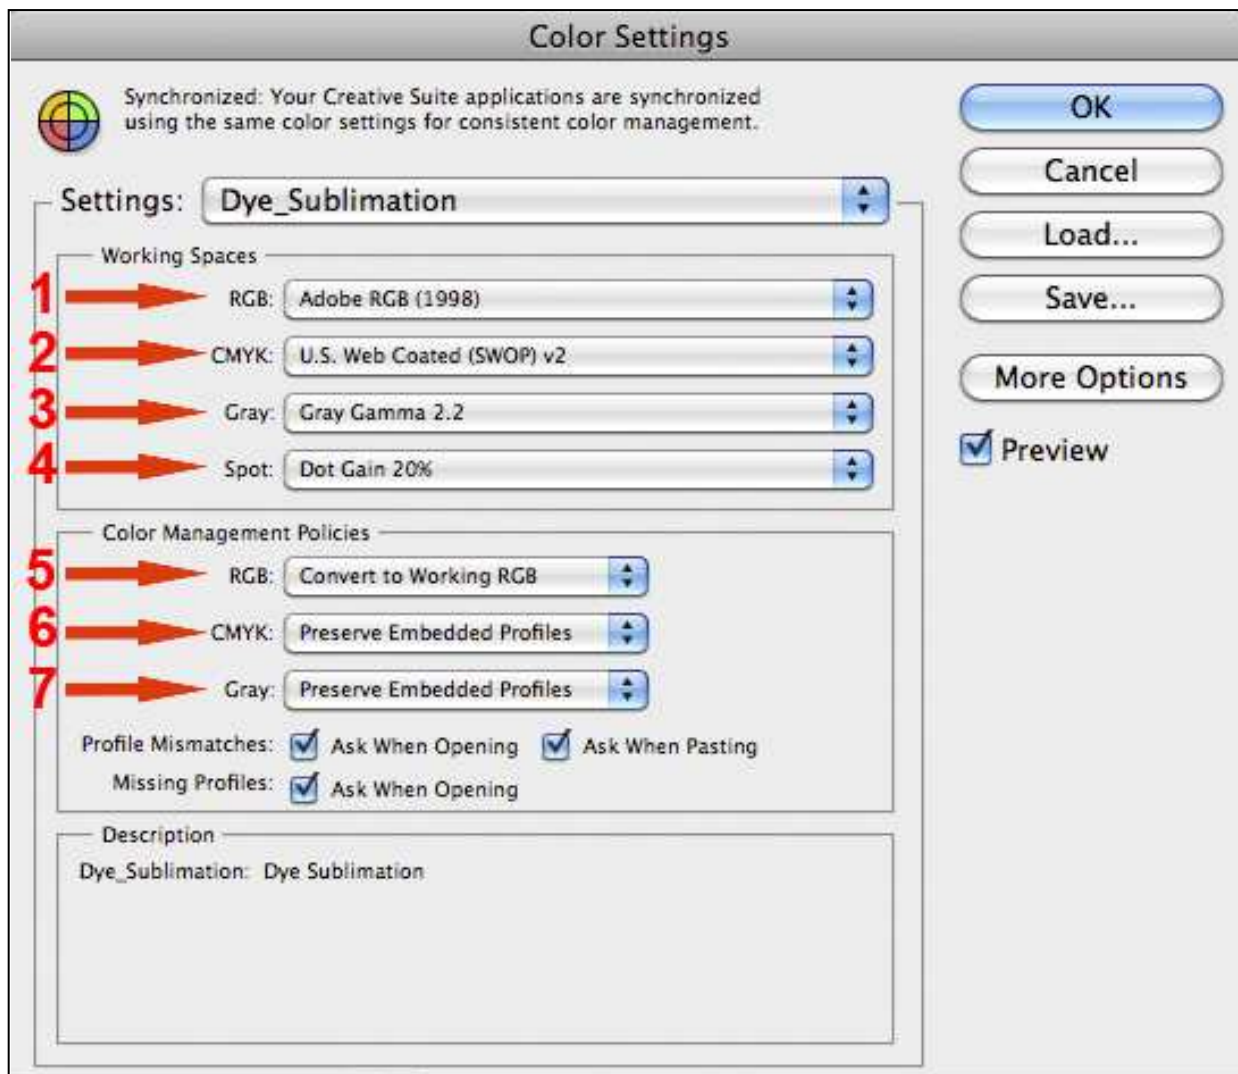 Color Settings
Synchronized: Your Creative Suite applications are synchronized
using the same color settings for consistent color management.
OK
Cancel
Load...
Save...
More Options
Preview
Settings: Dye_Sublimation
Working Spaces
1 RGB: Adobe RGB (1998)
2 CMYK: U.S. Web Coated (SWOP) v2
3 Gray: Gray Gamma 2.2
4 Spot: Dot Gain 20%
Color Management Policies
5 RGB: Convert to Working RGB
6 CMYK: Preserve Embedded Profiles
7 Gray: Preserve Embedded Profiles
Profile Mismatches: Ask When Opening Ask When Pasting
Missing Profiles: Ask When Opening
Description
Dye_Sublimation: Dye Sublimation